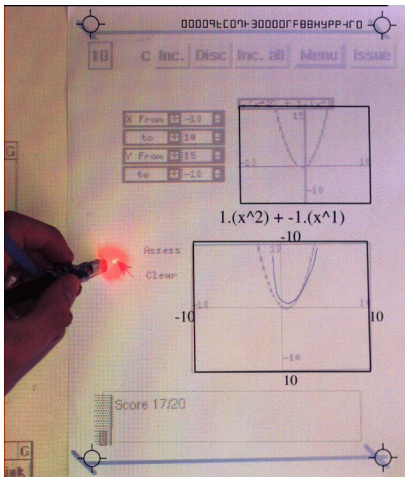 10 C Inc. Disc Inc. all Menu Issue
X From -10
to 10
Y From 15
to -10
15
-10 10
-10
1.(x^2) + -1.(x^1)
-10
Assess
Clear
15
-10 10
-10 10
-10
10
Score 17/20
G
G